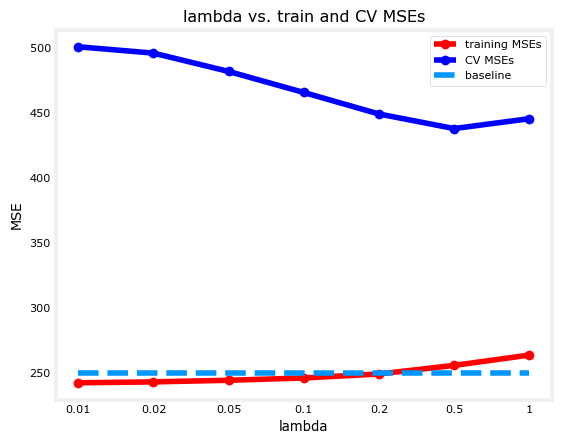 lambda vs. train and CV MSEs
training MSEs
CV MSEs
baseline
MSE
500
450
400
350
300
250
0.01 0.02 0.05 0.1 0.2 0.5 1
lambda